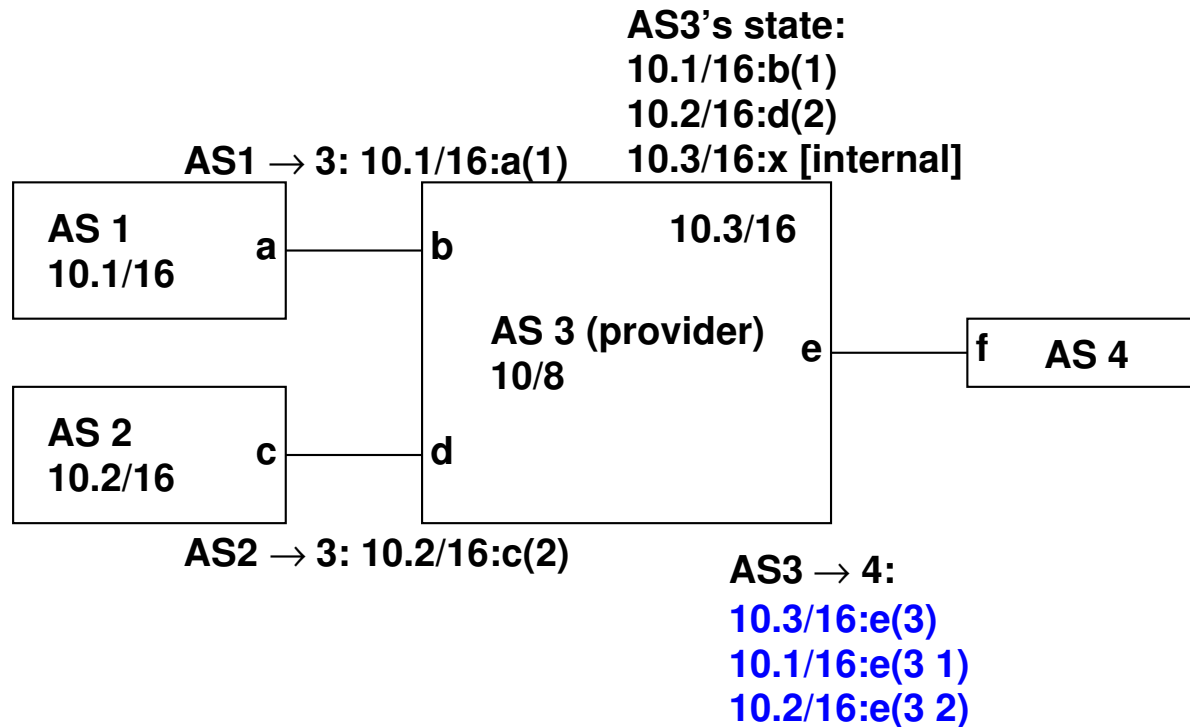 AS3’s state:
10.1/16:b(1)
10.2/16:d(2)
10.3/16:x [internal]
AS1 → 3: 10.1/16:a(1)
AS 1
10.1/16
a
b
10.3/16
AS 3 (provider)
10/8
e
f
AS 4
AS 2
10.2/16
c
d
AS2 → 3: 10.2/16:c(2)
AS3 → 4:
10.3/16:e(3)
10.1/16:e(3 1)
10.2/16:e(3 2)